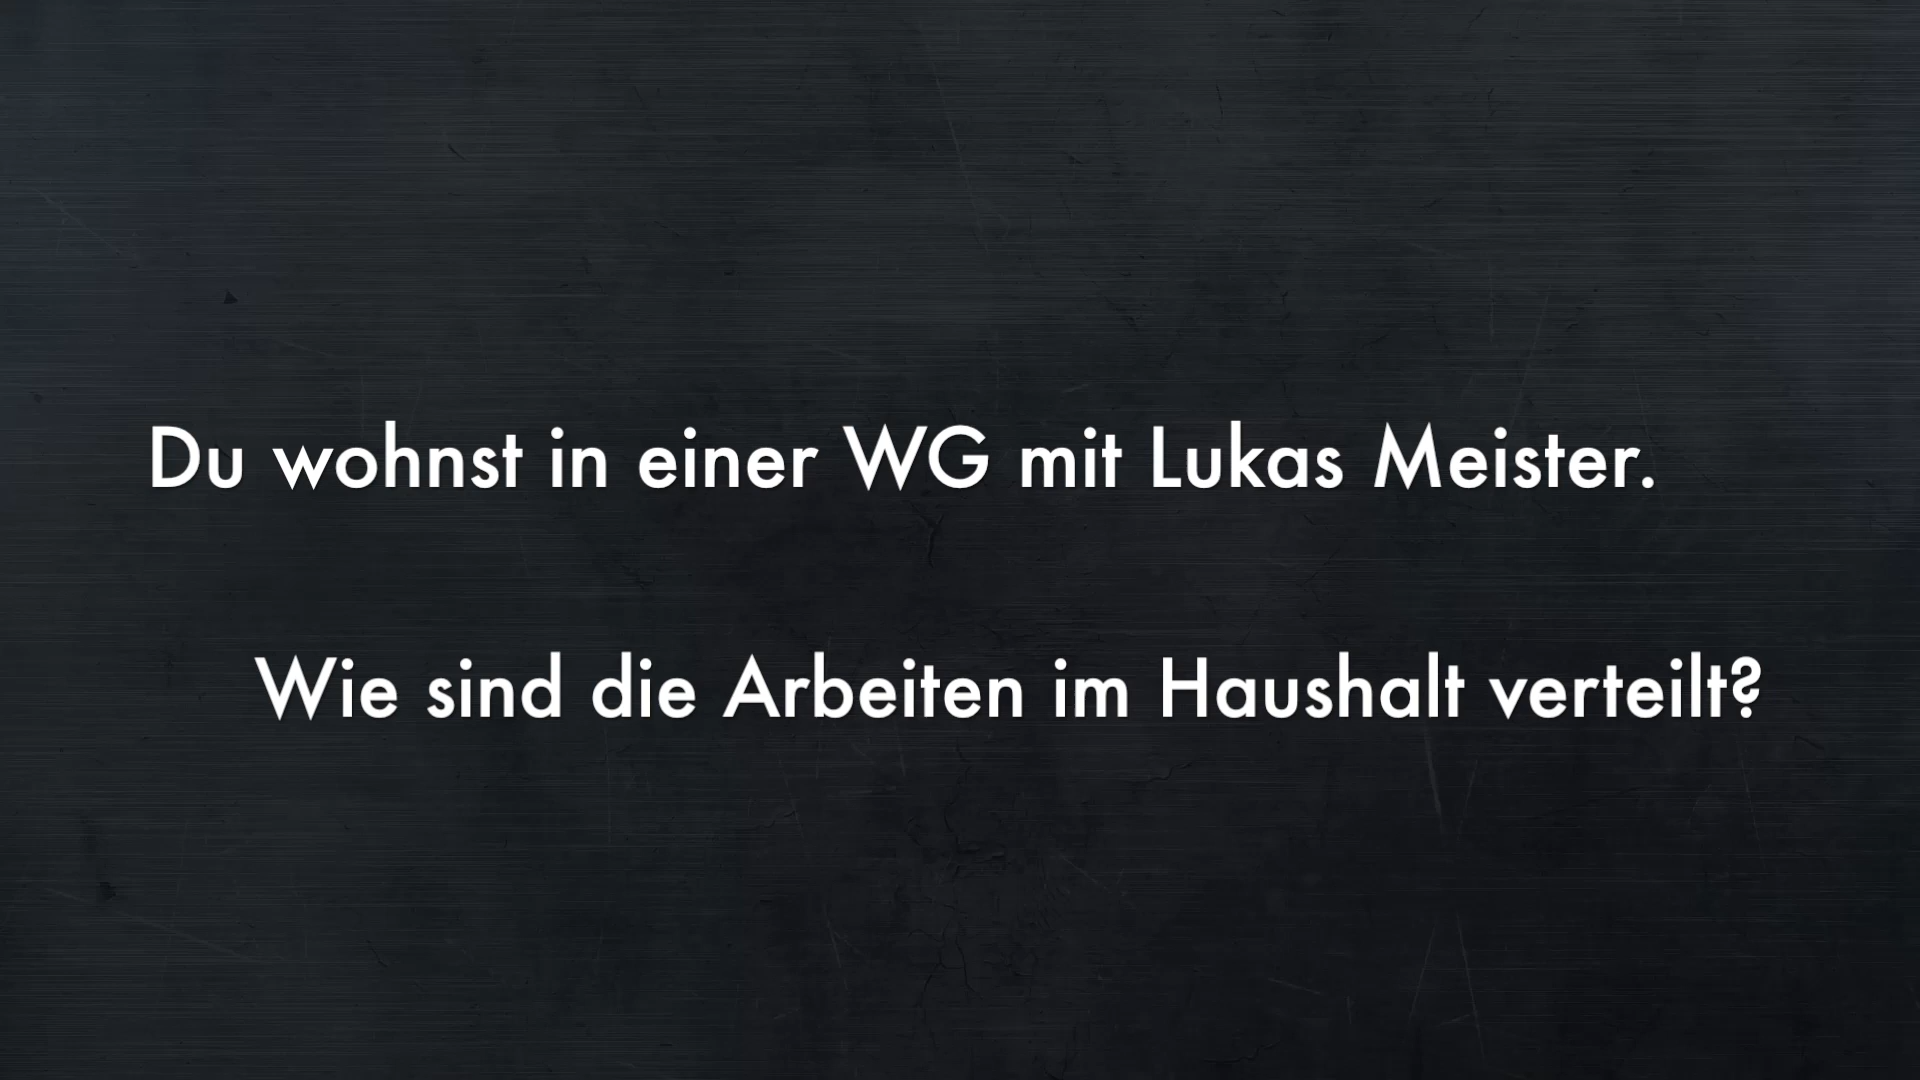 Du wohnst in einer WG mit Lukas Meister.
Wie sind die Arbeiten im Haushalt verteilt?